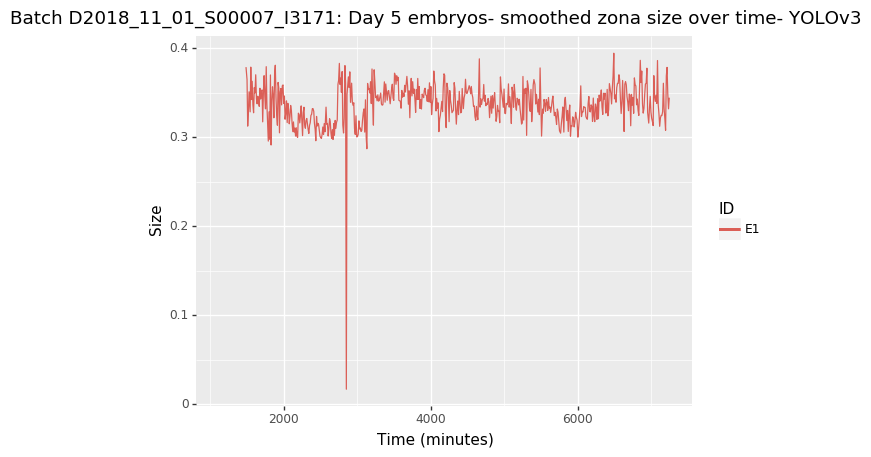 Batch D2018_11_01_S00007_I3171: Day 5 embryos- smoothed zona size over time- YOLOv3
0.4
0.3
0.2
0.1
0
Size
2000
4000
6000
Time (minutes)
ID
E1